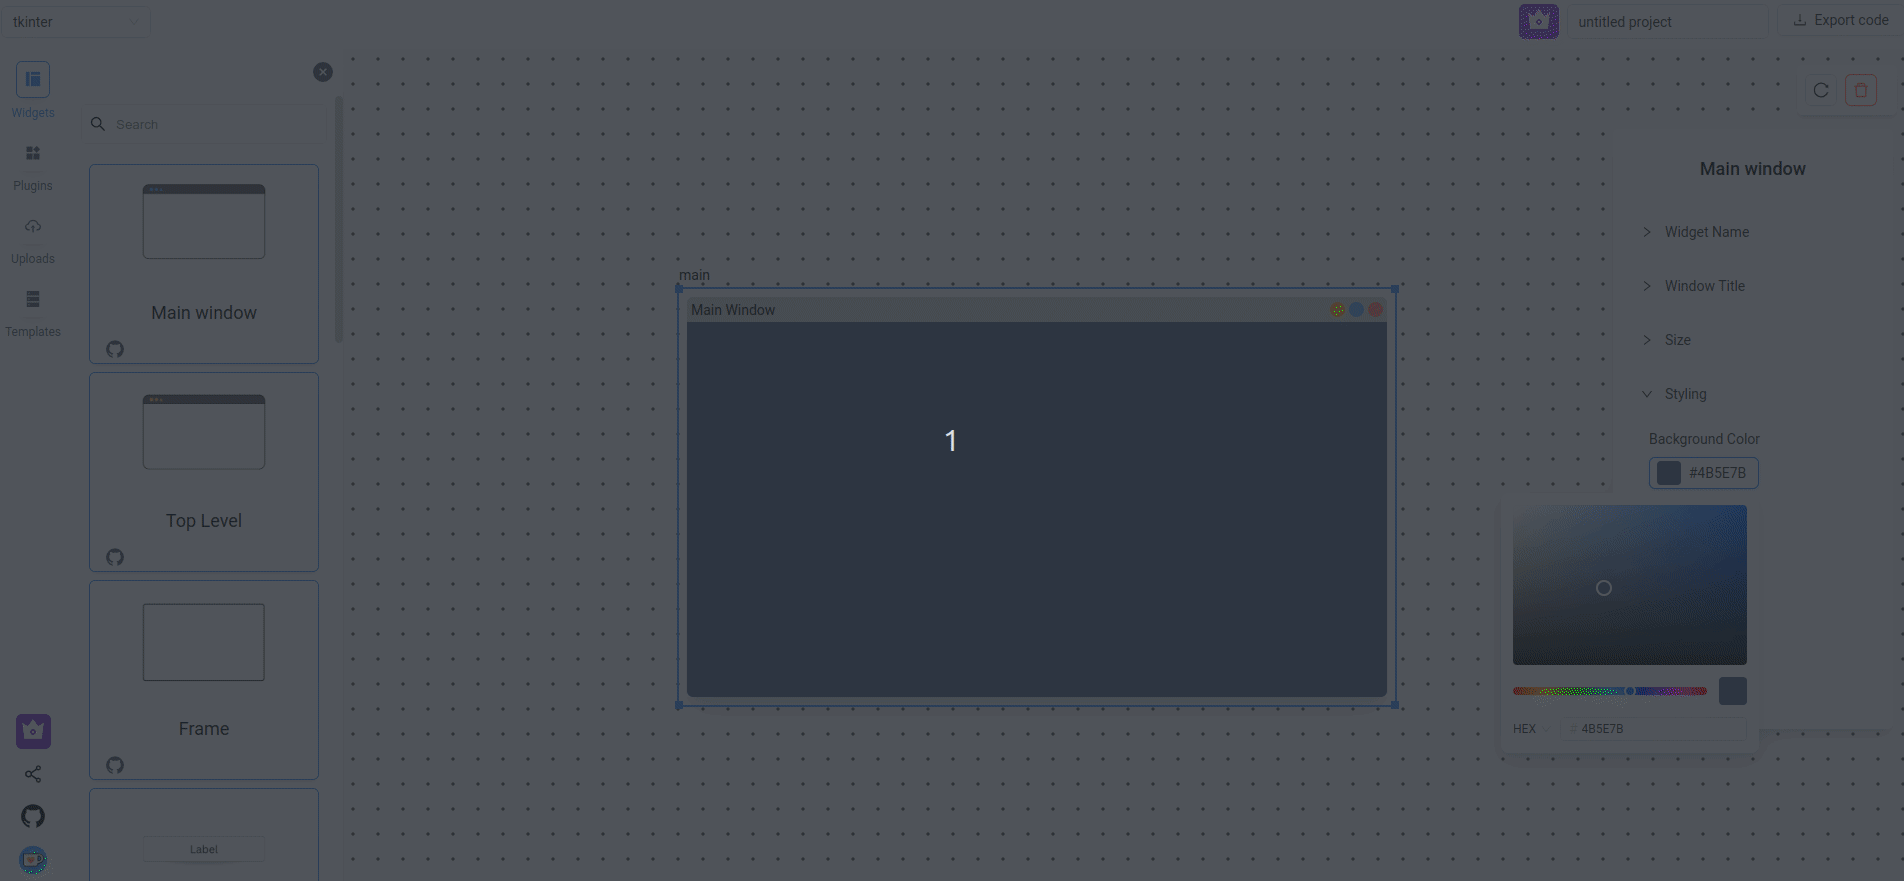 tkinter
untitled project
Export code
Widgets
Search
Plugins
Uploads
Templates
Main window
Top Level
Frame
Label
main
Main Window
1
Main window
Widget Name
Window Title
Size
Styling
Background Color
#4B5E7B
HEX
# 4B5E7B